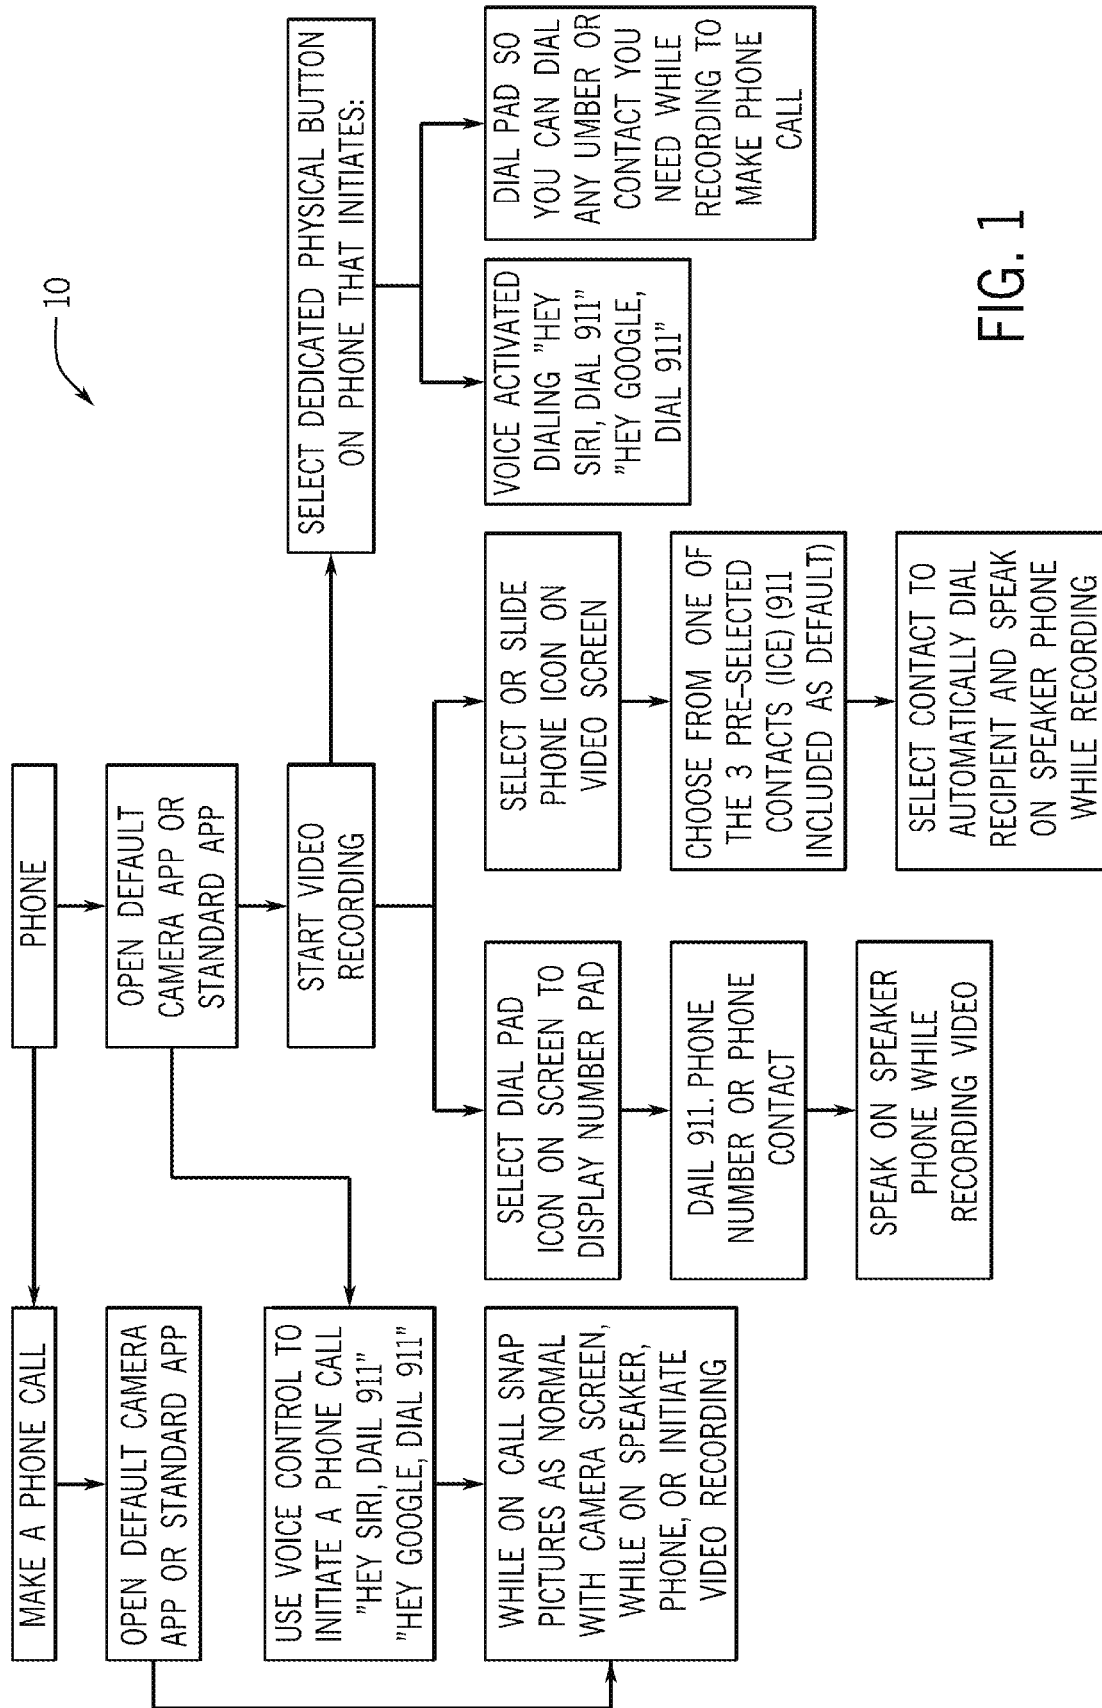 10
PHONE
MAKE A PHONE CALL
OPEN DEFAULT CAMERA
APP OR STANDARD APP
OPEN DEFAULT
CAMERA APP OR
STANDARD APP
USE VOICE CONTROL TO
INITIATE A PHONE CALL
"HEY SIRI, DAIL 911"
"HEY GOOGLE, DIAL 911"
START VIDEO
RECORDING
SELECT DEDICATED PHYSICAL BUTTON
ON PHONE THAT INITIATES:
WHILE ON CALL SNAP
PICTURES AS NORMAL
WITH CAMERA SCREEN,
WHILE ON SPEAKER,
PHONE, OR INITIATE
VIDEO RECORDING
SELECT DIAL PAD
ICON ON SCREEN TO
DISPLAY NUMBER PAD
DAIL 911. PHONE
NUMBER OR PHONE
CONTACT
SPEAK ON SPEAKER
PHONE WHILE
RECORDING VIDEO
SELECT OR SLIDE
PHONE ICON ON
VIDEO SCREEN
CHOOSE FROM ONE OF
THE 3 PRE-SELECTED
CONTACTS (ICE) (911
INCLUDED AS DEFAULT)
SELECT CONTACT TO
AUTOMATICALLY DIAL
RECIPIENT AND SPEAK
ON SPEAKER PHONE
WHILE RECORDING
VOICE ACTIVATED
DIALING "HEY
SIRI, DIAL 911"
"HEY GOOGLE,
DIAL 911"
DIAL PAD SO
YOU CAN DIAL
ANY UMBER OR
CONTACT YOU
NEED WHILE
RECORDING TO
MAKE PHONE
CALL
FIG. 1